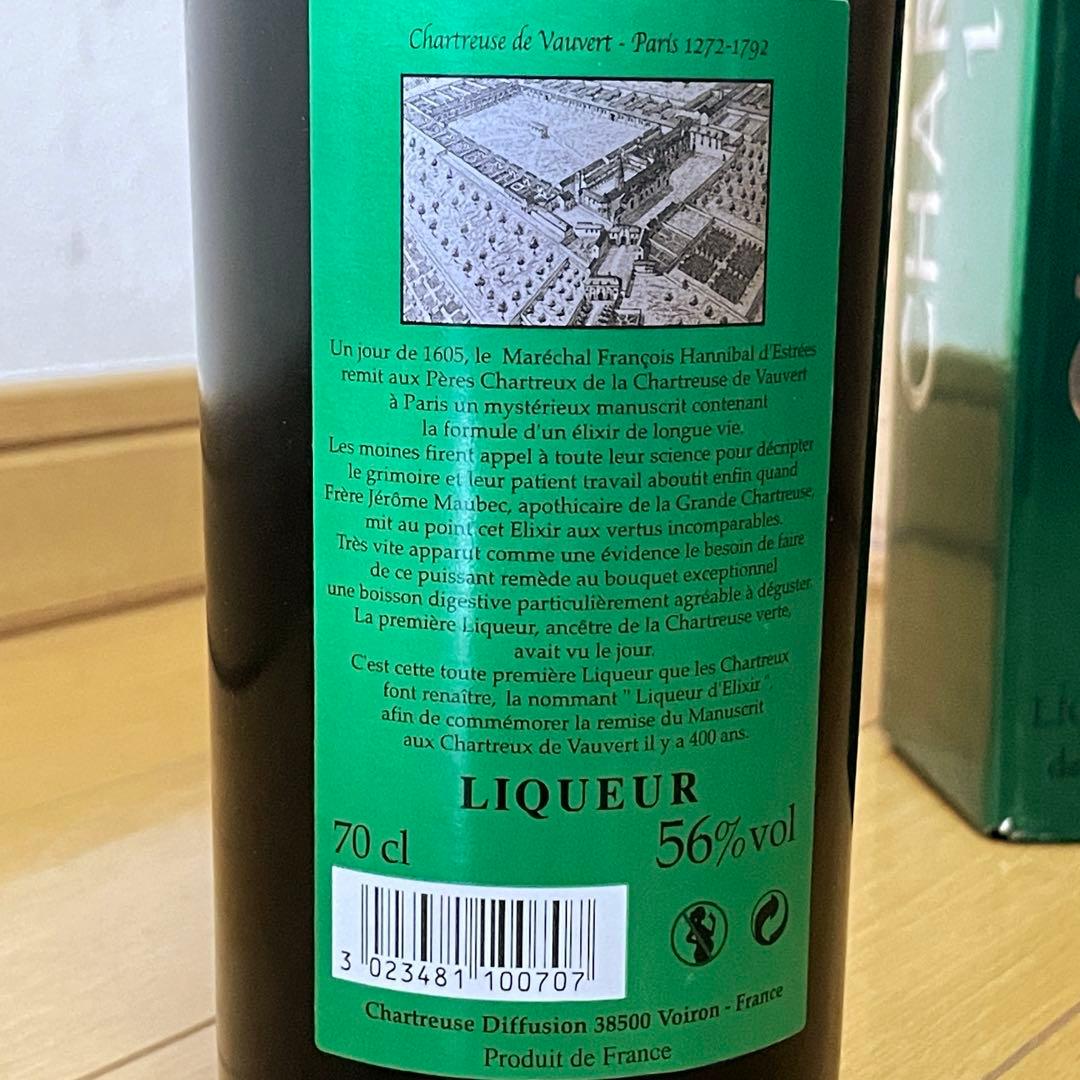 Chartreuse de Vauvert - Paris 1272-1792
Un jour de 1605, le Maréchal François Hannibal d'Estrées
remit aux Pères Chartreux de la Chartreuse de Vauvert
à Paris un mystérieux manuscrit contenant
la formule d'un élixir de longue vie.
Les moines firent appel à toute leur science pour décripter
le grimoire et leur patient travail aboutit enfin quand
Frère Jérôme Maubec, apothicaire de la Grande Chartreuse,
mit au point cet Elixir aux vertus incomparables.
Très vite apparut comme une évidence le besoin de faire
de ce puissant remède au bouquet exceptionnel
une boisson digestive particulièrement agréable à déguster.
La première Liqueur, ancêtre de la Chartreuse verte,
avait vu le jour.
C'est cette toute première Liqueur que les Chartreux
font renaître, la nommant "Liqueur d'Elixir",
afin de commémorer la remise du Manuscrit
aux Chartreux de Vauvert il y a 400 ans.
LIQUEUR
70 cl 56% vol
3 023481 100707
Chartreuse Diffusion 38500 Voiron - France
Produit de France
CHAR
1